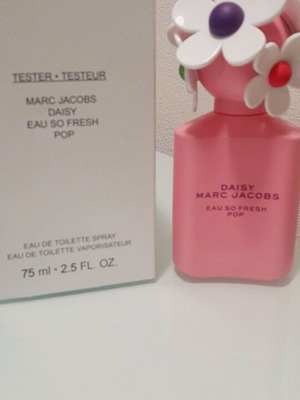 TESTER • TESTEUR
MARC JACOBS
DAISY
EAU SO FRESH
POP
EAU DE TOILETTE SPRAY
EAU DE TOILETTE VAPORISATEUR
75 ml • 2.5 FL. OZ.
DAISY
MARC JACOBS
EAU SO FRESH
POP